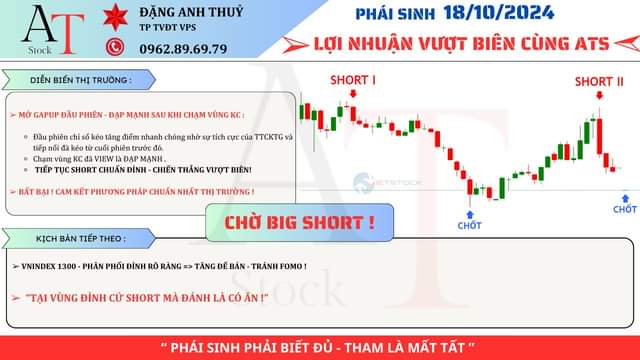 AT
Stock
ĐẶNG ANH THUỶ
TP TVĐT VPS
0962.89.69.79
PHÁI SINH 18/10/2024
LỢI NHUẬN VƯỢT BIÊN CÙNG ATS
DIỄN BIẾN THỊ TRƯỜNG :
MỞ GAPUP ĐẦU PHIÊN - ĐẠP MẠNH SAU KHI CHẠM VÙNG KC :
Đầu phiên chỉ số kéo tăng điểm nhanh chóng nhờ sự tích cực của TTCKTG và
tiếp nối đà kéo từ cuối phiên trước đó.
Chạm vùng KC đã VIEW là ĐẠP MẠNH .
TIẾP TỤC SHORT CHUẨN ĐỈNH - CHIẾN THẮNG VƯỢT BIÊN!
BẤT BẠI ! CAM KẾT PHƯƠNG PHÁP CHUẨN NHẤT THỊ TRƯỜNG !
SHORT I
SHORT II
CHỐT
CHỐT
VIETSTOCK
CHỜ BIG SHORT !
KỊCH BẢN TIẾP THEO :
VNINDEX 1300 - PHÂN PHỐI ĐỈNH RÕ RÀNG => TĂNG ĐỂ BÁN - TRÁNH FOMO !
“TẠI VÙNG ĐỈNH CỨ SHORT MÀ ĐÁNH LÀ CÓ ĂN !”
AT
Stock
“ PHÁI SINH PHẢI BIẾT ĐỦ - THAM LÀ MẤT TẤT ”